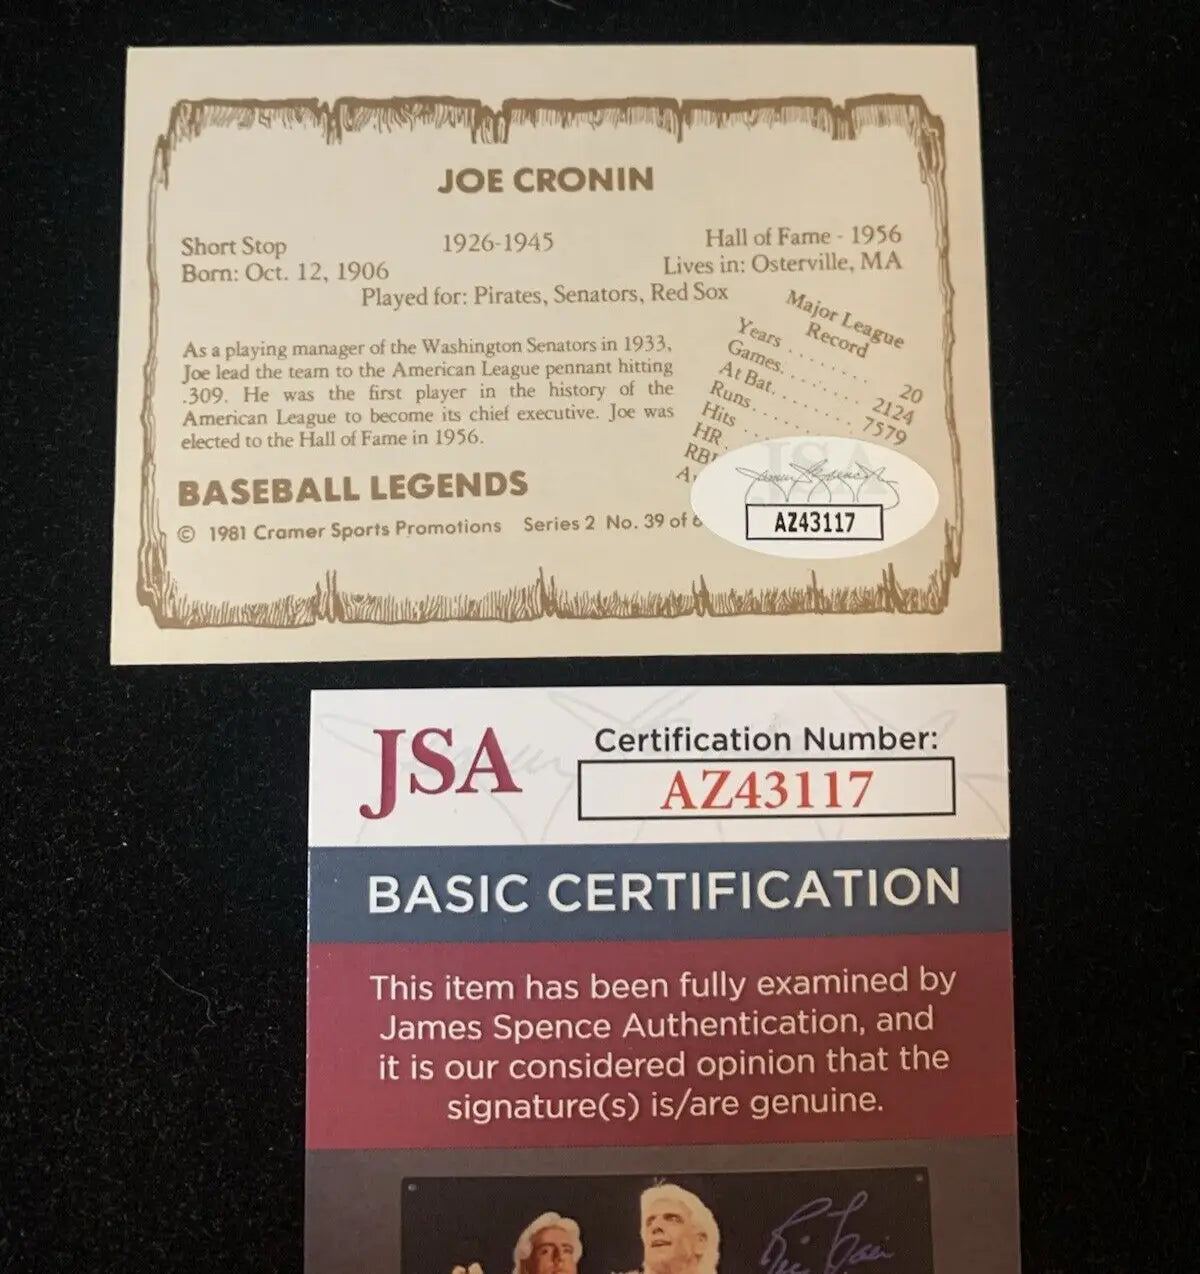 JOE CRONIN
Short Stop 1926-1945 Hall of Fame - 1956
Born: Oct. 12, 1906 Lives in: Osterville, MA
Played for: Pirates, Senators, Red Sox
As a playing manager of the Washington Senators in 1933,
Joe lead the team to the American League pennant hitting
.309. He was the first player in the history of the
American League to become its chief executive. Joe was
elected to the Hall of Fame in 1956.
Major League
Record
Years ........ 20
Games ........ 2124
At Bat ........ 7579
Runs
Hits
HR
BASEBALL LEGENDS
© 1981 Cramer Sports Promotions Series 2 No. 39 of
JSA
AZ43117
JSA
Certification Number:
AZ43117
BASIC CERTIFICATION
This item has been fully examined by
James Spence Authentication, and
it is our considered opinion that the
signature(s) is/are genuine.